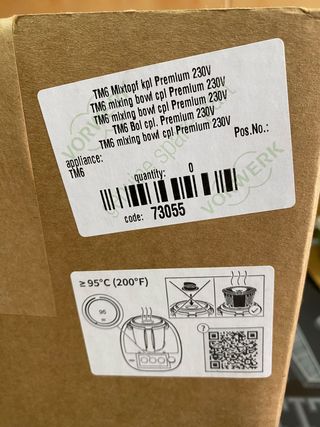 TM6 Mixtopf kpl Premium 230V
TM6 mixing bowl cpl Premium 230V
TM6 mixing bowl cpl Premium 230V
TM6 Bol cpl. Premium 230V
TM6 mixing bowl cpl Premium 230V
appliance:
TM6
Pos.No.:
quantity: 0
code: 73055
VORWERK
VORWERK
≥ 95°C (200°F)
95
?